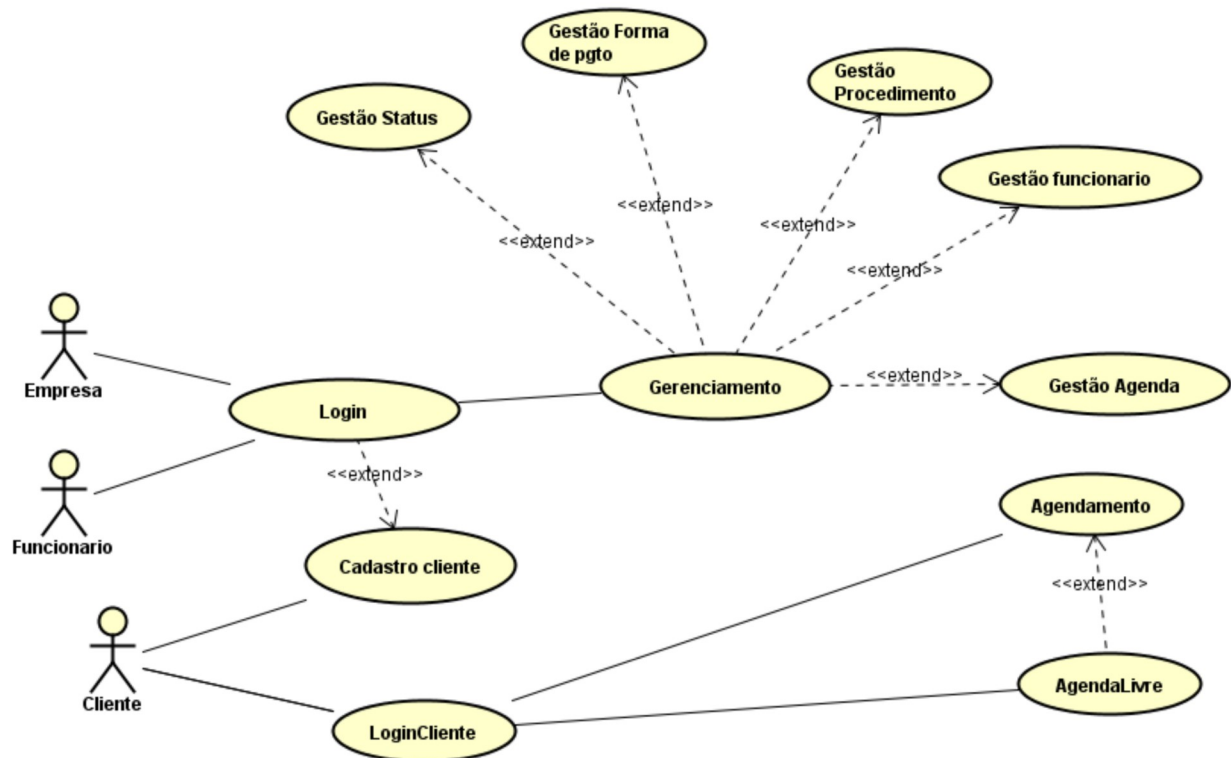 Gestão Forma
de pgto
Gestão
Procedimento
Gestão Status
Gestão funcionario
<<extend>>
<<extend>>
<<extend>>
<<extend>>
Empresa
Login
Gerenciamento
<<extend>>
Gestão Agenda
<<extend>>
Funcionario
Cadastro cliente
Agendamento
<<extend>>
Cliente
LoginCliente
AgendaLivre